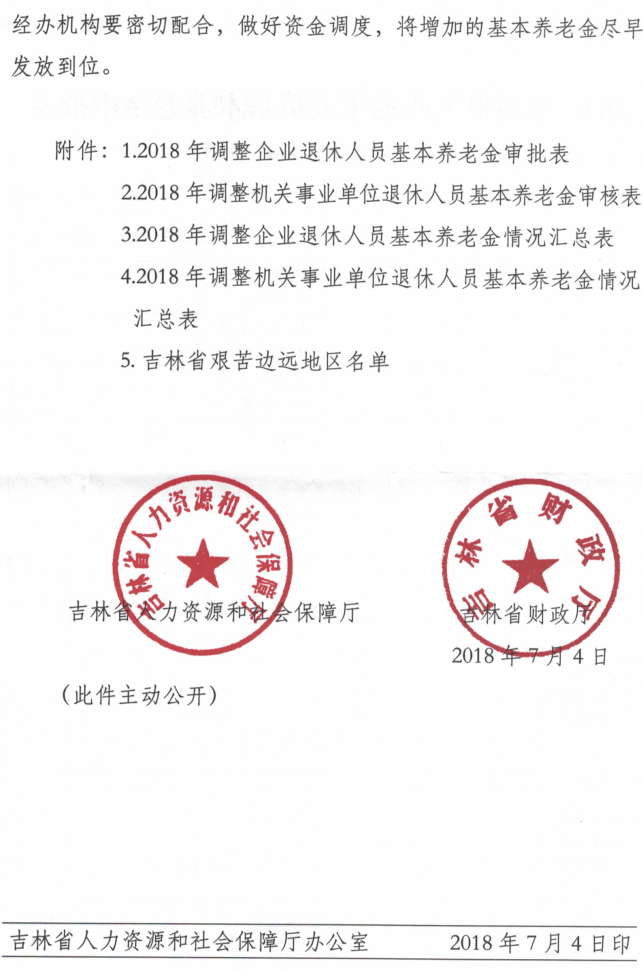 经办机构要密切配合，做好资金调度，将增加的基本养老金尽早
发放到位。
附件：1.2018 年调整企业退休人员基本养老金审批表
2.2018 年调整机关事业单位退休人员基本养老金审核表
3.2018 年调整企业退休人员基本养老金情况汇总表
4.2018 年调整机关事业单位退休人员基本养老金情况
汇总表
5. 吉林省艰苦边远地区名单
吉林省人力资源和社会保障厅
吉林省财政厅
吉林省人力资源和社会保障厅
吉林省财政厅
2018 年 7 月 4 日
（此件主动公开）
吉林省人力资源和社会保障厅办公室
2018 年 7 月 4 日印